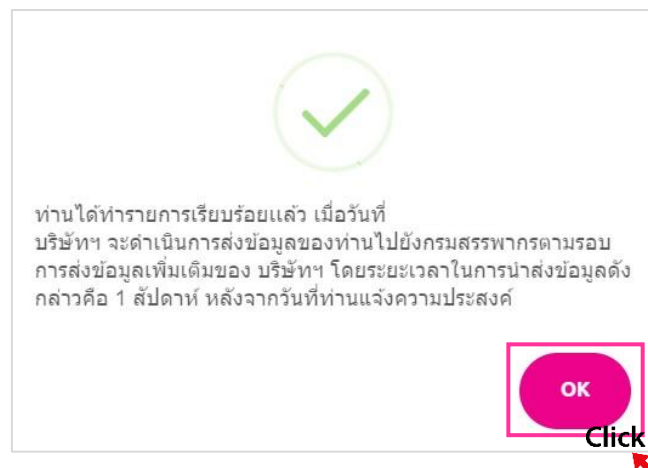 ท่านได้ทำรายการเรียบร้อยแล้ว เมื่อวันที่
บริษัทฯ จะดำเนินการส่งข้อมูลของท่านไปยังกรมสรรพากรตามรอบ
การส่งข้อมูลเพิ่มเติมของ บริษัทฯ โดยระยะเวลาในการนำส่งข้อมูลดัง
กล่าวคือ 1 สัปดาห์ หลังจากวันที่ท่านแจ้งความประสงค์
OK
Click